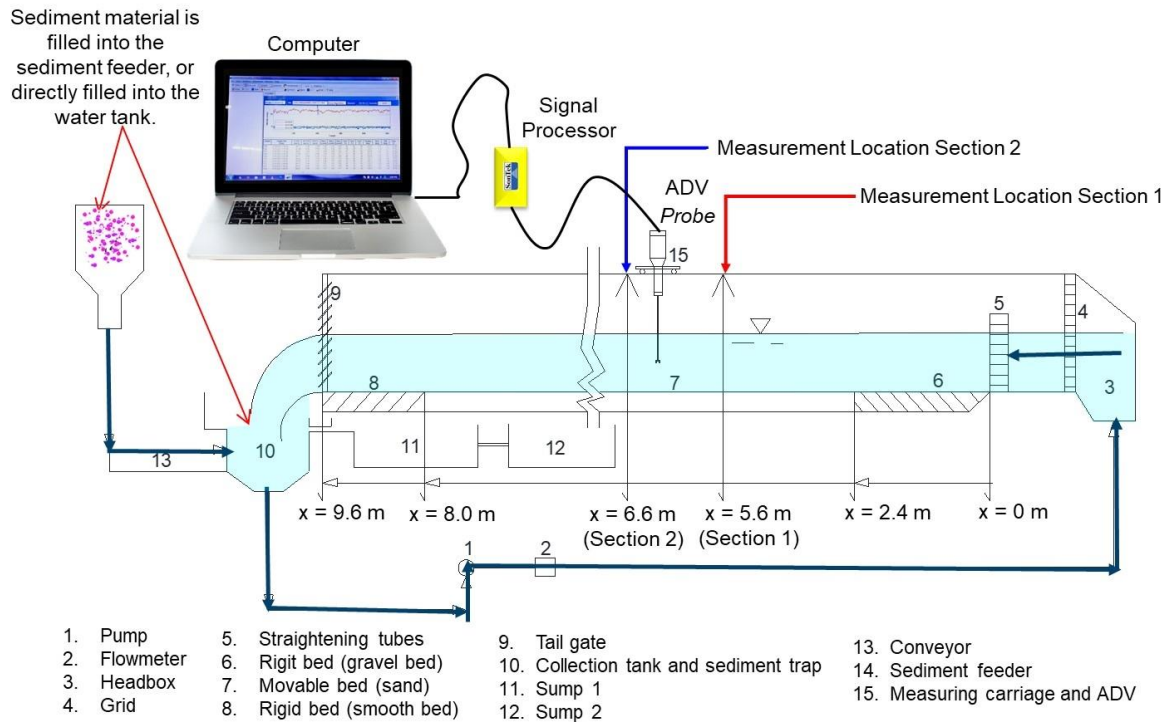 Sediment material is
filled into the
sediment feeder, or
directly filled into the
water tank.
Computer
Signal
Processor
SonTek
ADV
Probe
Measurement Location Section 2
Measurement Location Section 1
15
9
5
4
8
7
6
3
10
11
12
13
x = 9.6 m
x = 8.0 m
x = 6.6 m
(Section 2)
x = 5.6 m
(Section 1)
x = 2.4 m
x = 0 m
1
2
1. Pump
2. Flowmeter
3. Headbox
4. Grid
5. Straightening tubes
6. Rigit bed (gravel bed)
7. Movable bed (sand)
8. Rigid bed (smooth bed)
9. Tail gate
10. Collection tank and sediment trap
11. Sump 1
12. Sump 2
13. Conveyor
14. Sediment feeder
15. Measuring carriage and ADV